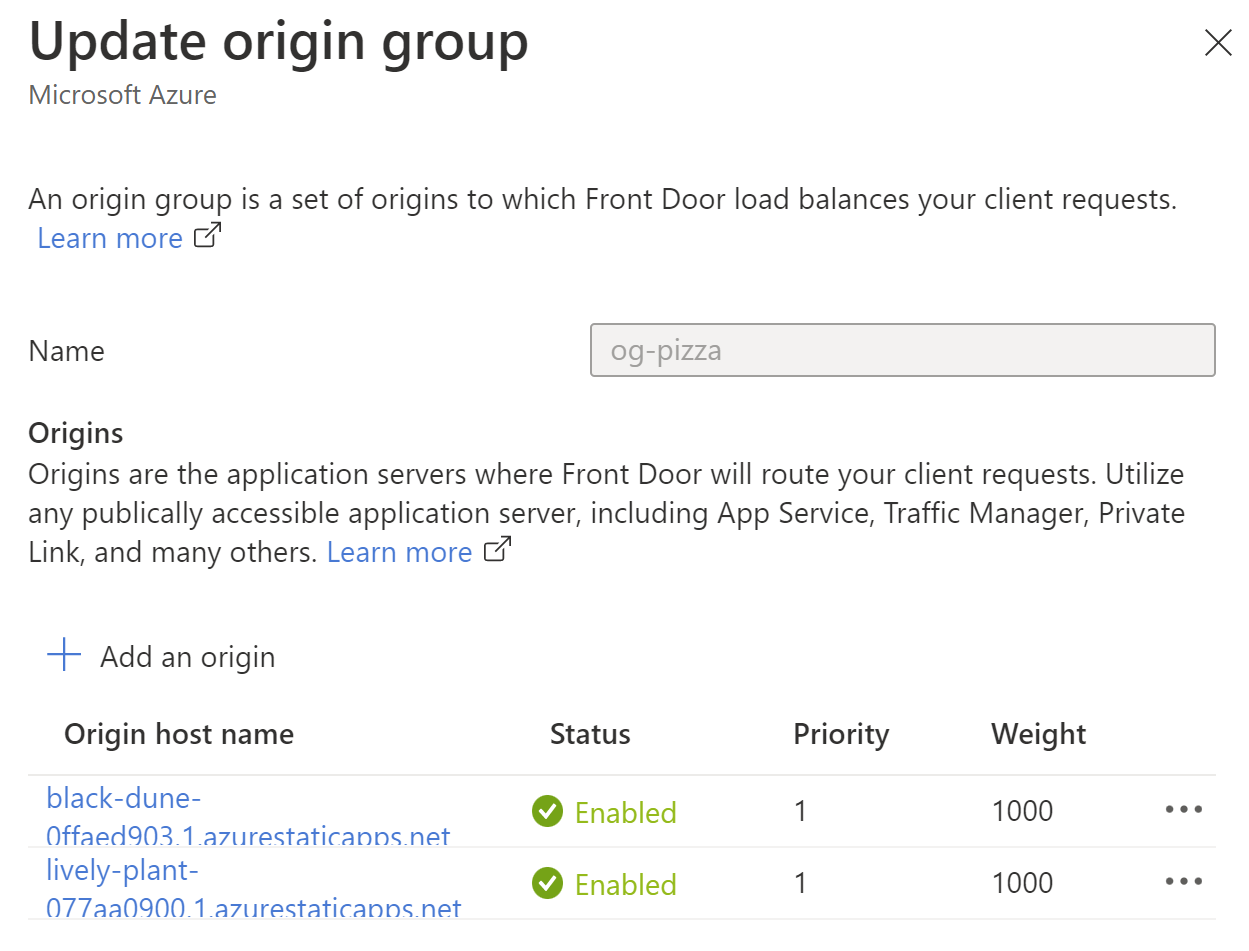 Update origin group
Microsoft Azure
An origin group is a set of origins to which Front Door load balances your client requests.
Learn more
Name
og-pizza
Origins
Origins are the application servers where Front Door will route your client requests. Utilize
any publically accessible application server, including App Service, Traffic Manager, Private
Link, and many others. Learn more
Add an origin
Origin host name Status Priority Weight
black-dune-
0ffaed903.1.azurestaticapps.net Enabled 1 1000
lively-plant-
077aa0900.1.azurestaticapps.net Enabled 1 1000